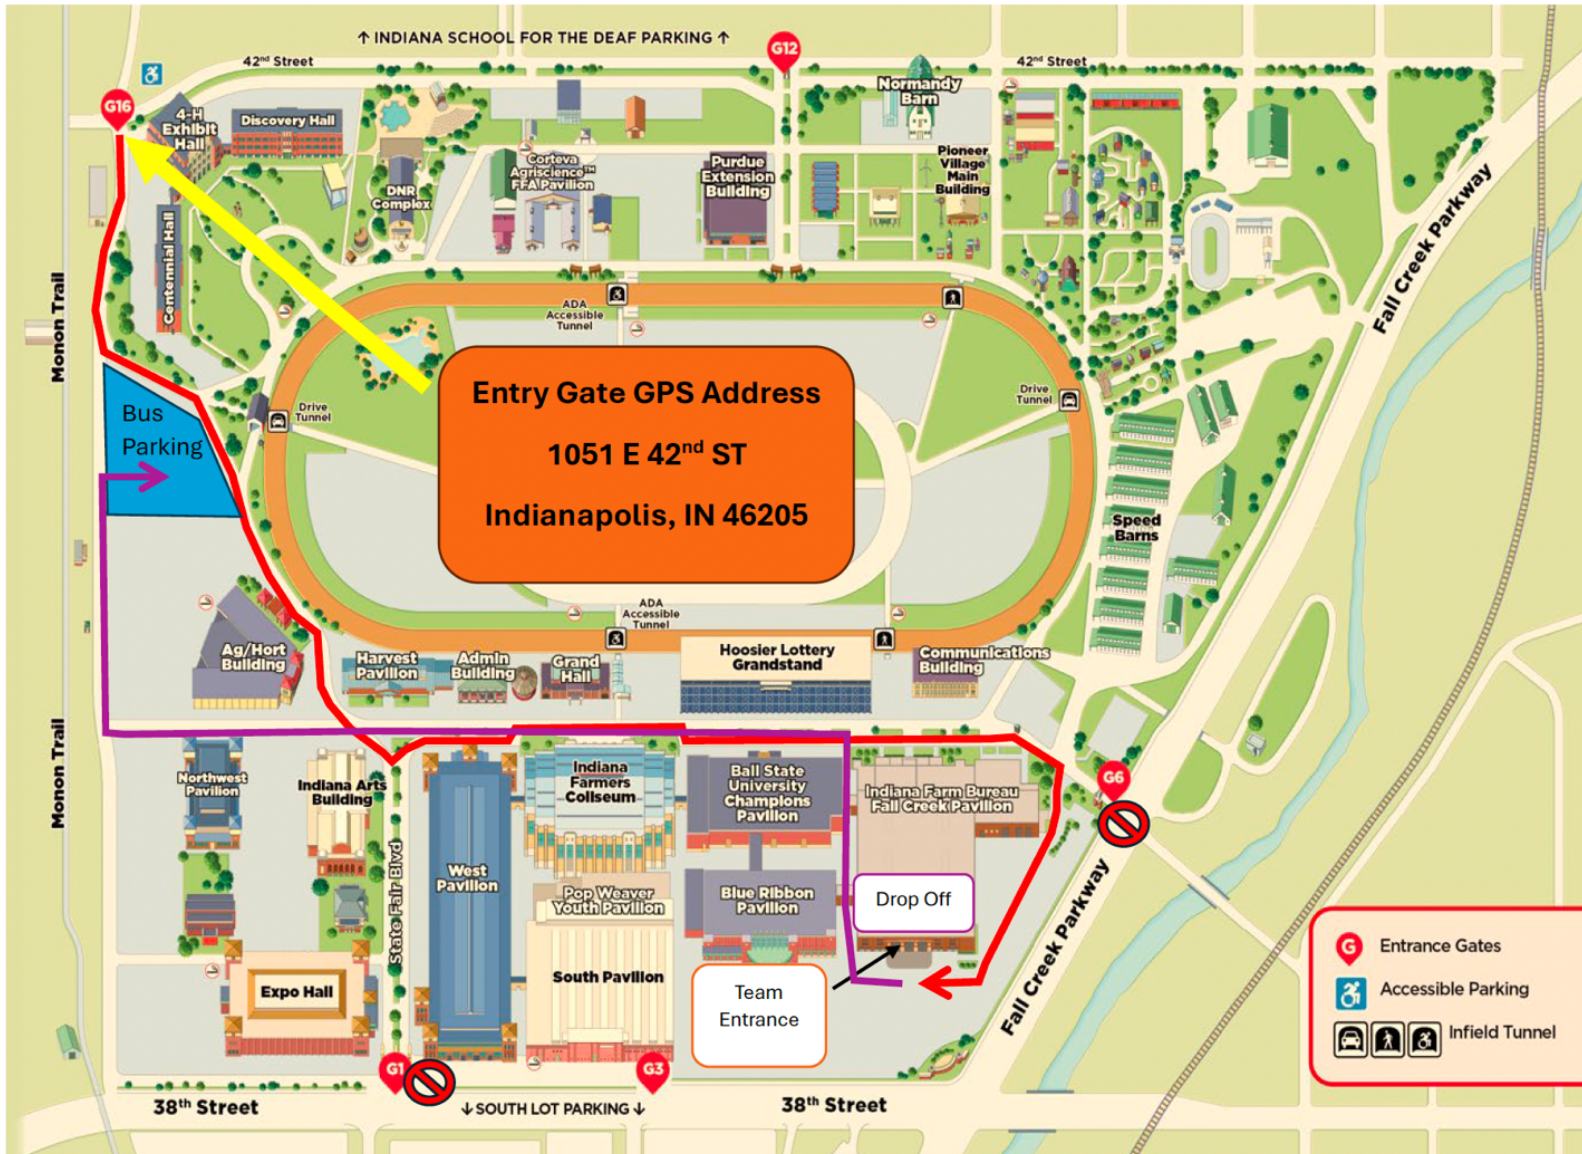 ↑ INDIANA SCHOOL FOR THE DEAF PARKING ↑
G12
42nd Street
42nd Street
G16
4-H
Exhibit
Hall
Discovery Hall
Normandy
Barn
DNR
Complex
Corteva
Agriscience™
FFA Pavilion
Purdue
Extension
Building
Pioneer
Village
Main
Building
Centennial Hall
Monon Trail
Fall Creek Parkway
ADA
Accessible
Tunnel
Drive
Tunnel
Drive
Tunnel
Bus
Parking
Entry Gate GPS Address
1051 E 42nd ST
Indianapolis, IN 46205
Speed
Barns
ADA
Accessible
Tunnel
Ag/Hort
Building
Harvest
Pavilion
Admin
Building
Grand
Hall
Hoosier Lottery
Grandstand
Communications
Building
Monon Trail
Northwest
Pavilion
Indiana Arts
Building
State Fair Blvd
West
Pavilion
Indiana
Farmers
Coliseum
Ball State
University
Champions
Pavilion
Indiana Farm Bureau
Fall Creek Pavilion
G6
Pop Weaver
Youth Pavilion
Blue Ribbon
Pavilion
Drop Off
Fall Creek Parkway
Expo Hall
South Pavilion
Team
Entrance
G1
G3
38th Street
↓ SOUTH LOT PARKING ↓
38th Street
G
Entrance Gates
Accessible Parking
Infield Tunnel